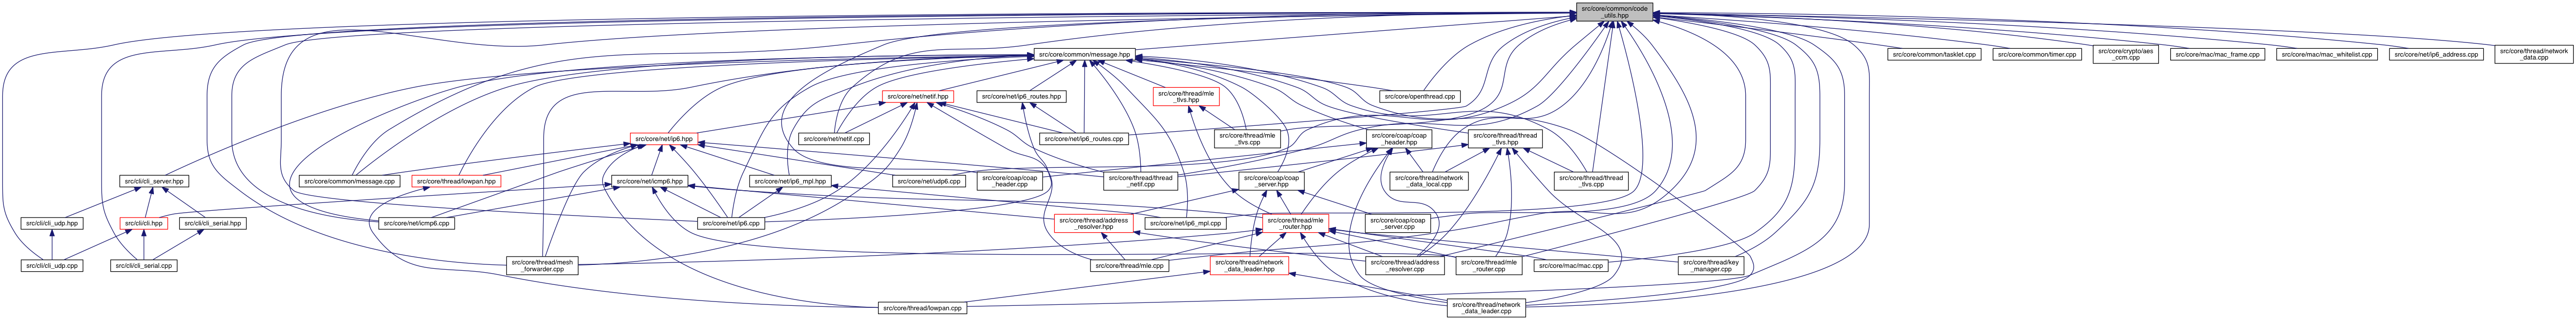 src/core/common/code
_utils.hpp
src/core/common/message.hpp
src/core/common/tasklet.cpp
src/core/common/timer.cpp
src/core/crypto/aes
_ccm.cpp
src/core/mac/mac_frame.cpp
src/core/mac/mac_whitelist.cpp
src/core/net/ip6_address.cpp
src/core/thread/network
_data.cpp
src/core/net/netif.hpp
src/core/net/ip6_routes.hpp
src/core/thread/mle
_tlvs.hpp
src/core/openthread.cpp
src/core/net/ip6.hpp
src/core/net/netif.cpp
src/core/net/ip6_routes.cpp
src/core/thread/mle
_tlvs.cpp
src/core/coap/coap
_header.hpp
src/core/thread/thread
_tlvs.hpp
src/cli/cli_server.hpp
src/core/common/message.cpp
src/core/thread/lowpan.hpp
src/core/net/icmp6.hpp
src/core/net/ip6_mpl.hpp
src/core/net/udp6.cpp
src/core/coap/coap
_header.cpp
src/core/thread/thread
_netif.cpp
src/core/coap/coap
_server.hpp
src/core/thread/network
_data_local.cpp
src/core/thread/thread
_tlvs.cpp
src/cli/cli_udp.hpp
src/cli/cli.hpp
src/cli/cli_serial.hpp
src/core/net/icmp6.cpp
src/core/net/ip6.cpp
src/core/thread/address
_resolver.hpp
src/core/net/ip6_mpl.cpp
src/core/thread/mle
_router.hpp
src/core/coap/coap
_server.cpp
src/cli/cli_udp.cpp
src/cli/cli_serial.cpp
src/core/thread/mesh
_forwarder.cpp
src/core/thread/mle.cpp
src/core/thread/network
_data_leader.hpp
src/core/thread/address
_resolver.cpp
src/core/thread/mle
_router.cpp
src/core/mac/mac.cpp
src/core/thread/key
_manager.cpp
src/core/thread/lowpan.cpp
src/core/thread/network
_data_leader.cpp